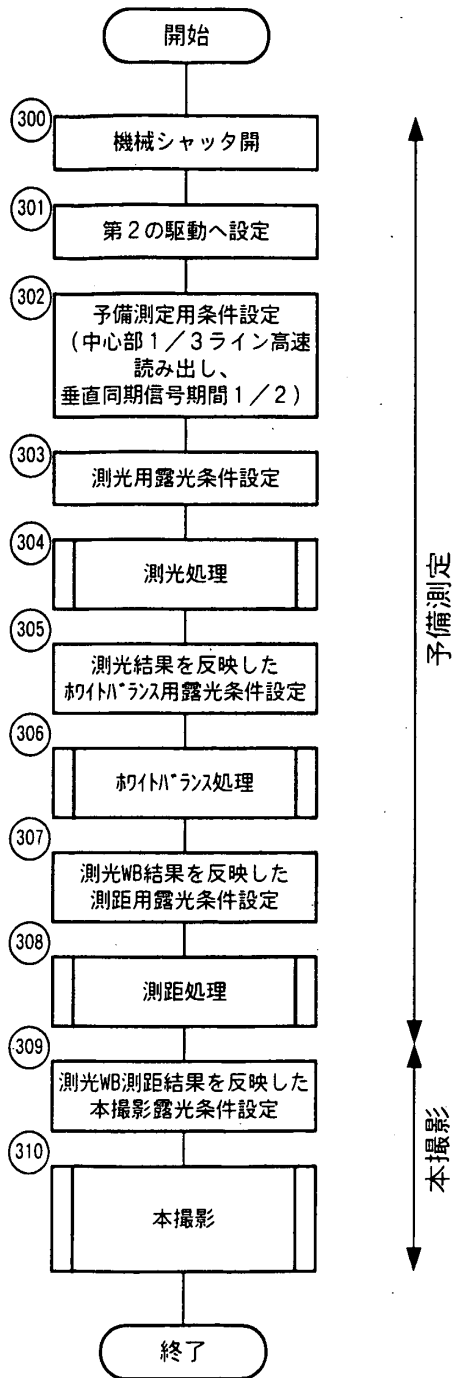 開始
300
機械シャッタ開
301
第2の駆動へ設定
302
予備測定用条件設定
(中心部1/3ライン高速
読み出し、
垂直同期信号期間1/2)
303
測光用露光条件設定
304
測光処理
305
測光結果を反映した
ﾎﾜｲﾄﾊﾞﾗﾝｽ用露光条件設定
306
ﾎﾜｲﾄﾊﾞﾗﾝｽ処理
307
測光WB結果を反映した
測距用露光条件設定
308
測距処理
309
測光WB測距結果を反映した
本撮影露光条件設定
310
本撮影
終了
予備測定
本撮影